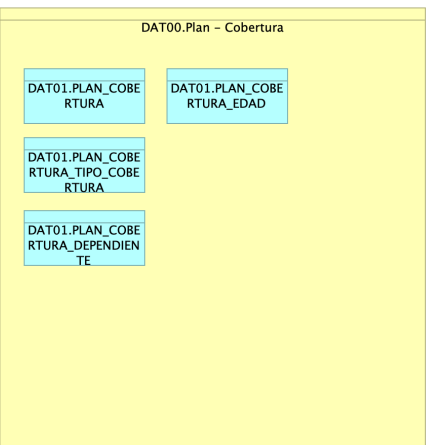 DAT00.Plan – Cobertura
DAT01.PLAN_COBE
RTURA
DAT01.PLAN_COBE
RTURA_EDAD
DAT01.PLAN_COBE
RTURA_TIPO_COBE
RTURA
DAT01.PLAN_COBE
RTURA_DEPENDIEN
TE